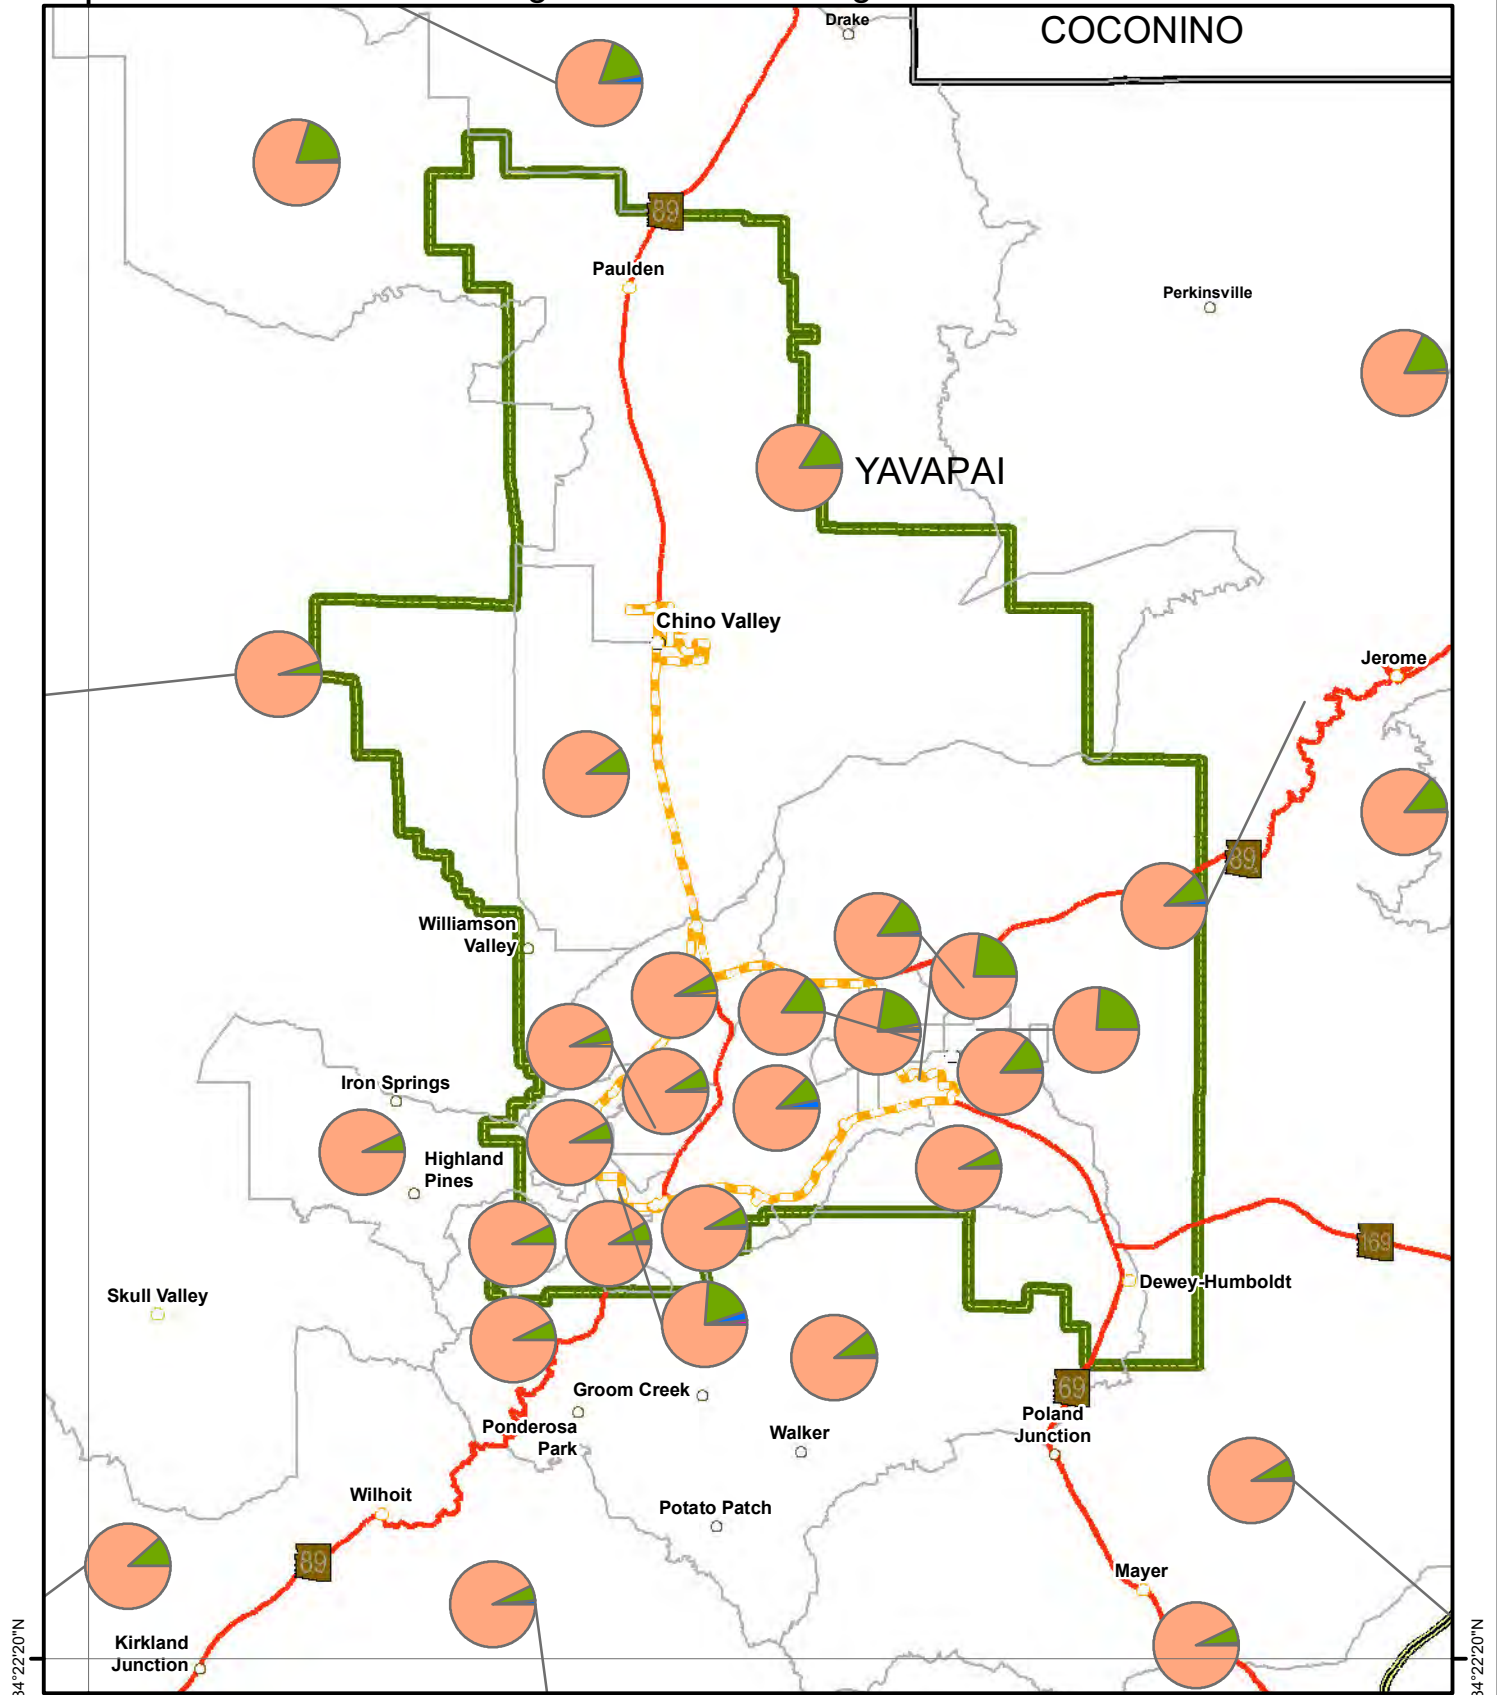 Drake
COCONINO
89
Paulden
Perkinsville
YAVAPAI
Chino Valley
Jerome
89
Williamson
Valley
Iron Springs
Highland
Pines
169
Dewey-Humboldt
Skull Valley
69
Groom Creek
Poland
Junction
Ponderosa
Park
Walker
Wilhoit
Potato Patch
89
Mayer
Kirkland
Junction
34°22'20"N
34°22'20"N